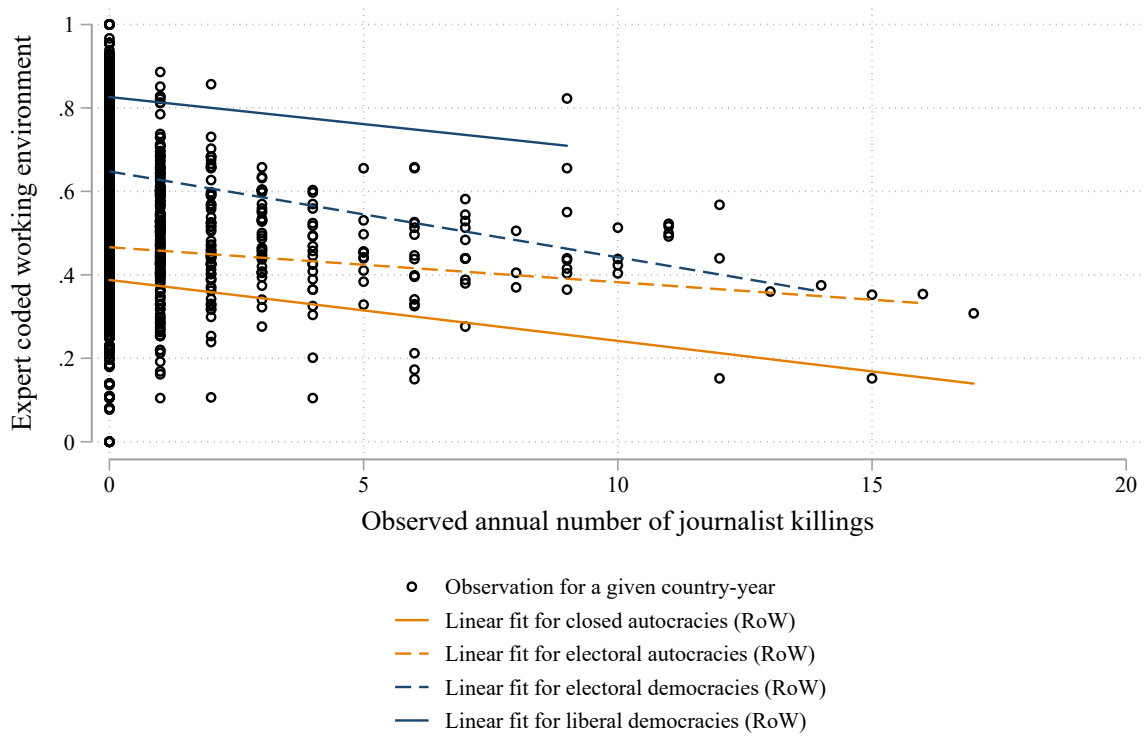 Expert coded working environment
1
.8
.6
.4
.2
0
0 5 10 15 20
Observed annual number of journalist killings
Observation for a given country-year
Linear fit for closed autocracies (RoW)
Linear fit for electoral autocracies (RoW)
Linear fit for electoral democracies (RoW)
Linear fit for liberal democracies (RoW)